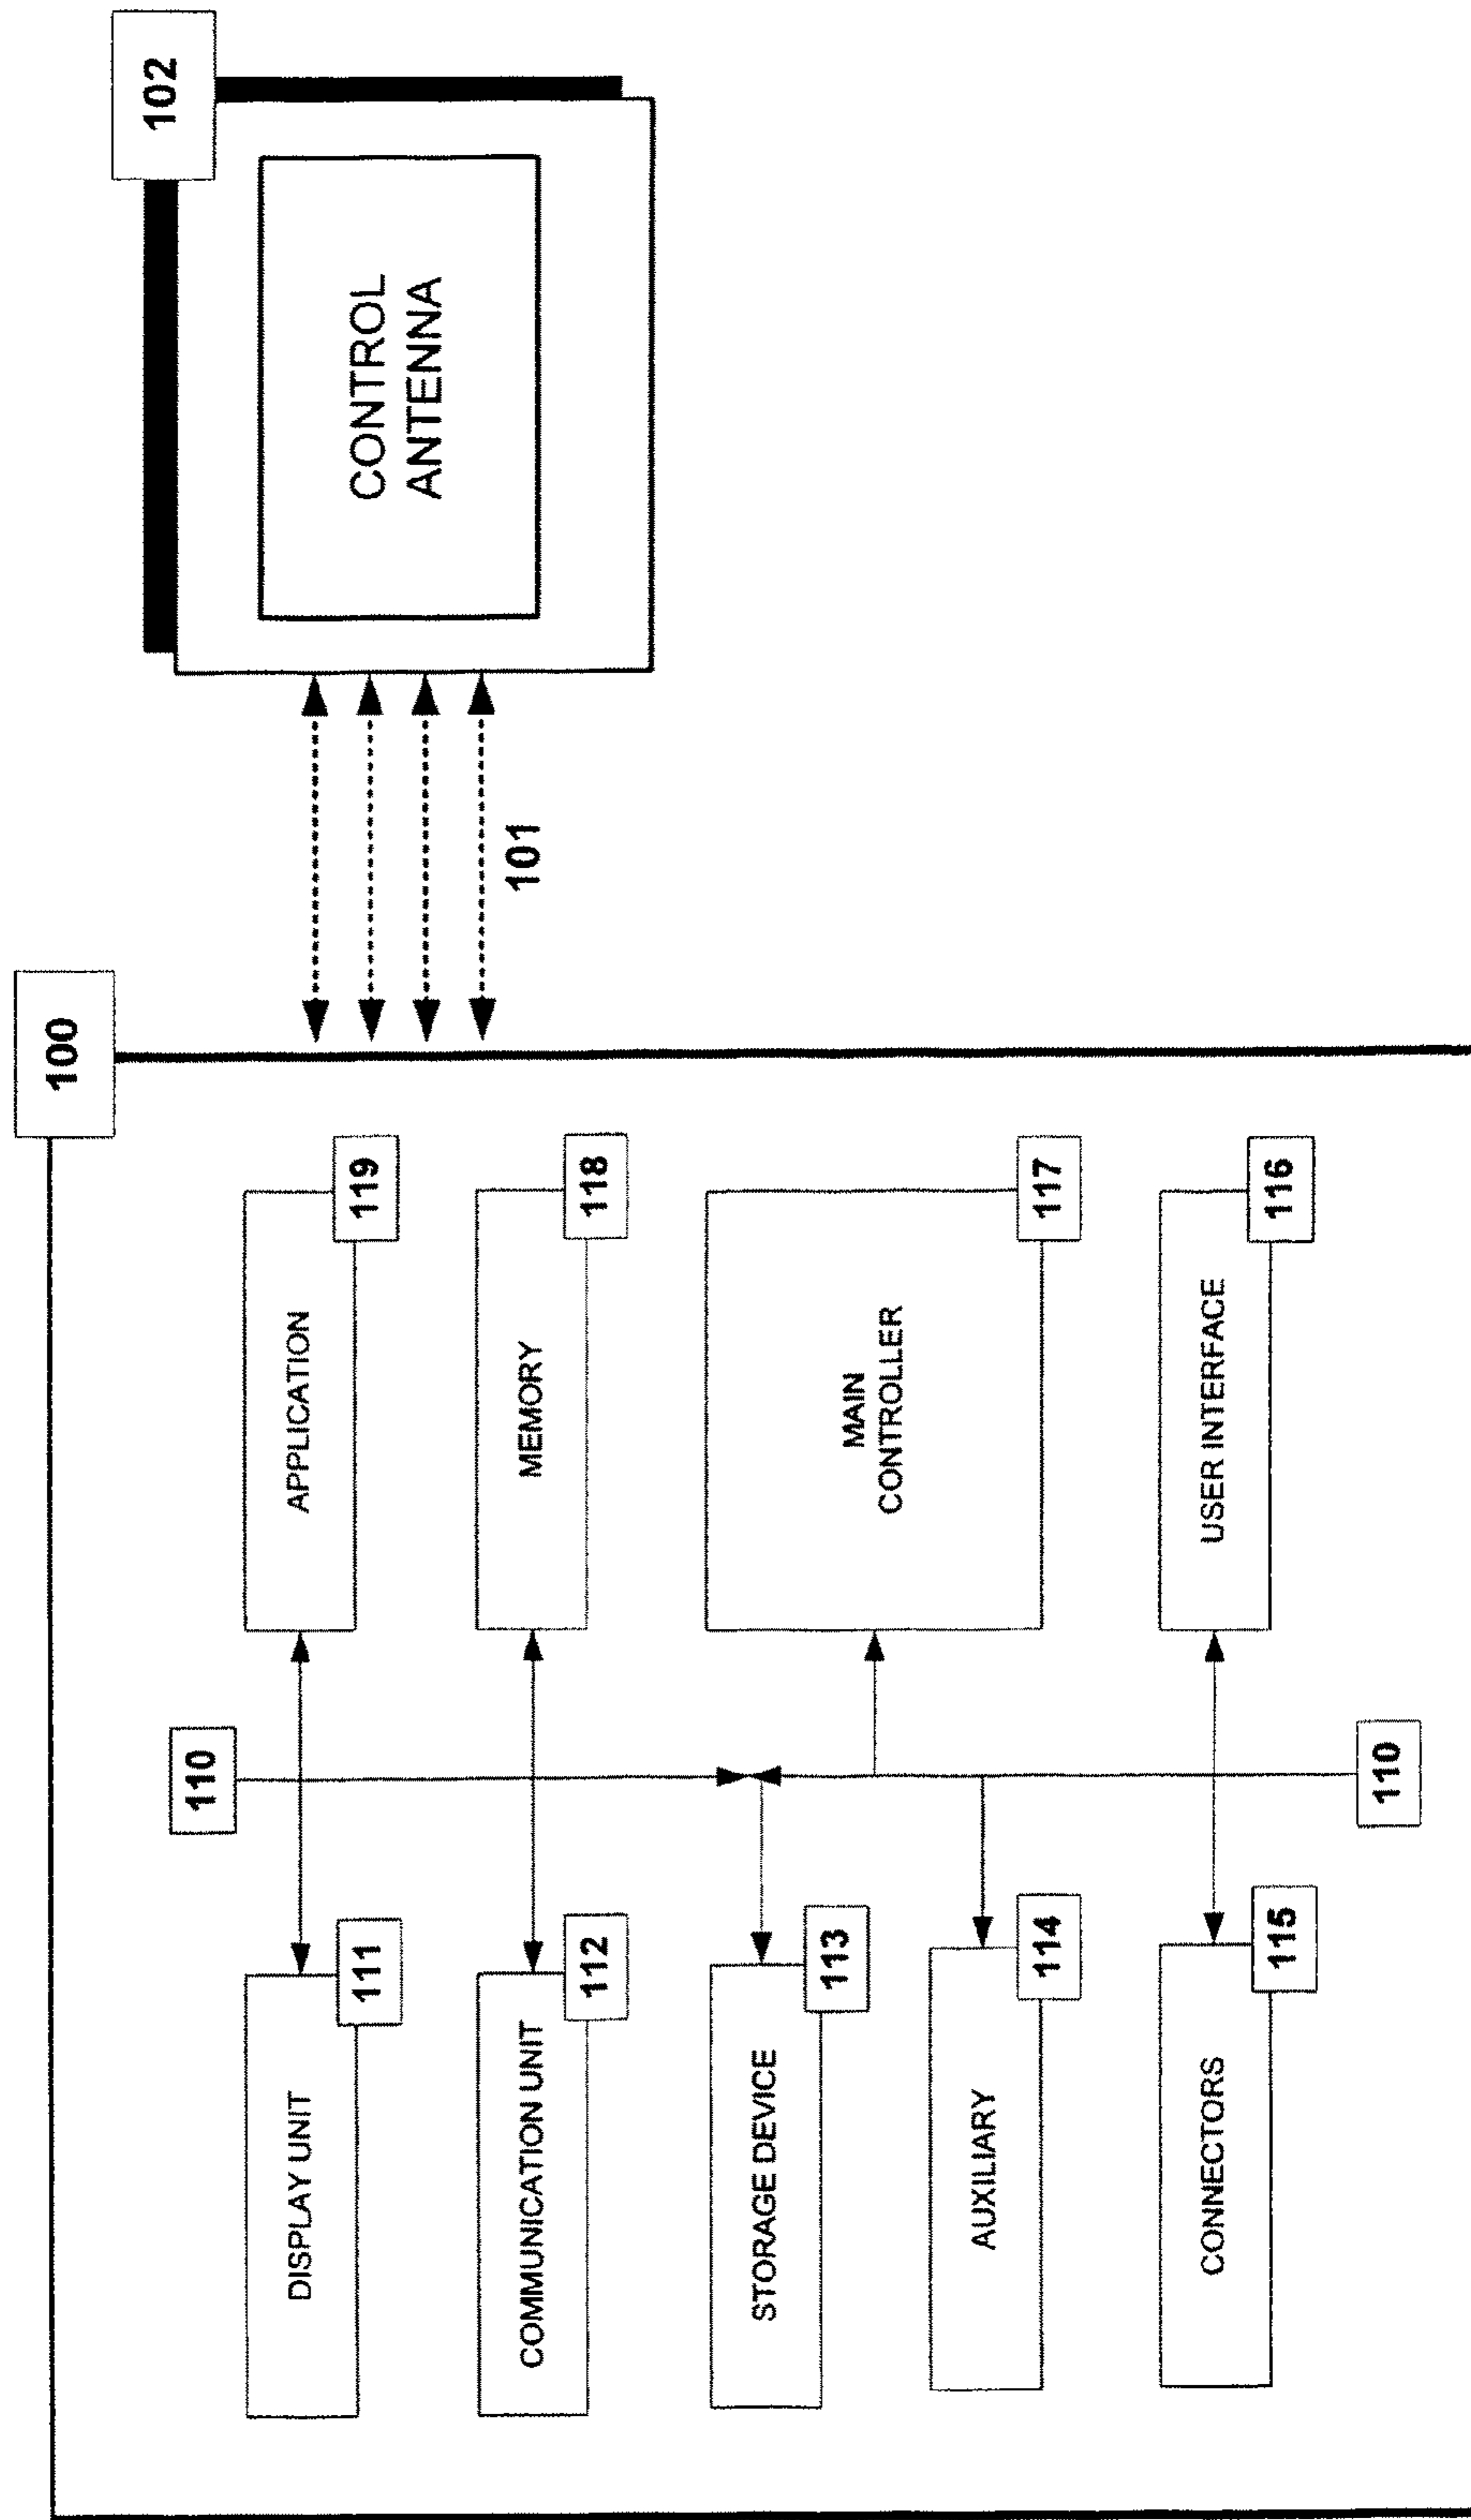 100
102
110
DISPLAY UNIT
111
APPLICATION
119
CONTROL
ANTENNA
COMMUNICATION UNIT
112
MEMORY
118
101
STORAGE DEVICE
113
MAIN
CONTROLLER
117
AUXILIARY
114
CONNECTORS
115
USER INTERFACE
116
110